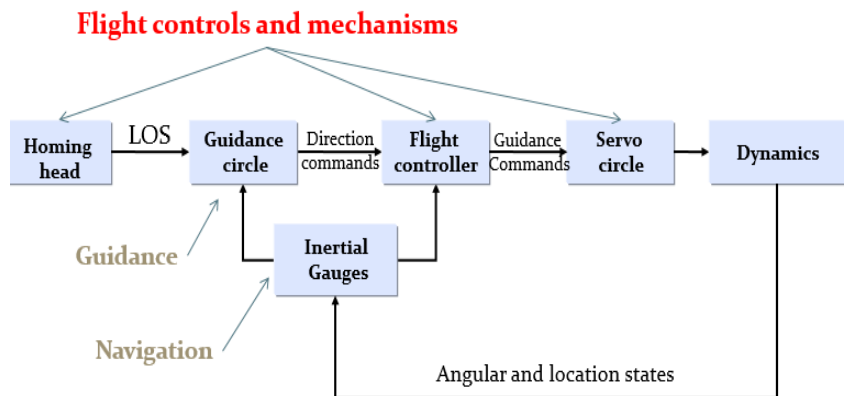 Flight controls and mechanisms
Homing
head
LOS
Guidance
circle
Direction
commands
Flight
controller
Guidance
Commands
Servo
circle
Dynamics
Guidance
Inertial
Gauges
Navigation
Angular and location states